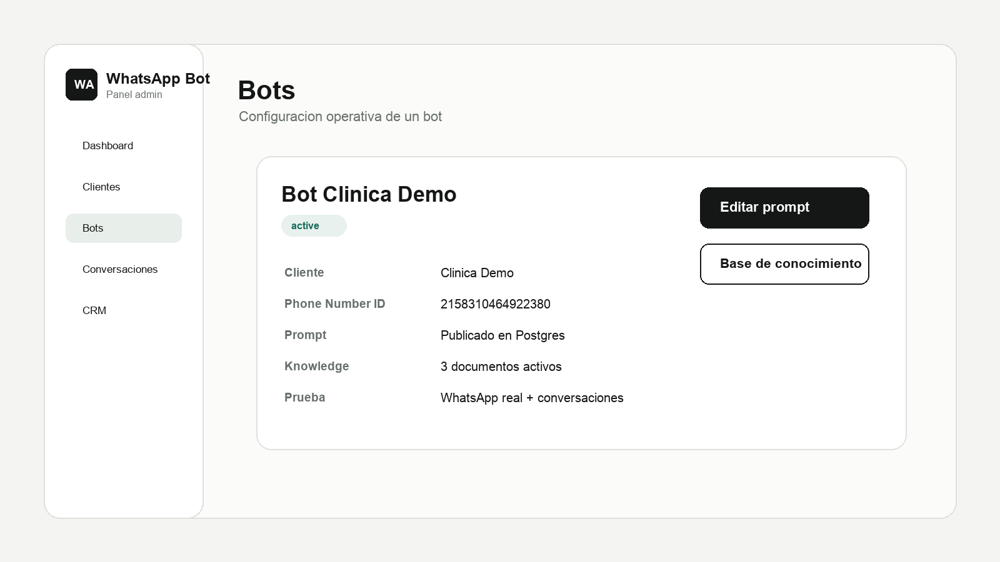 WA
WhatsApp Bot
Panel admin
Dashboard
Clientes
Bots
Conversaciones
CRM
Bots
Configuracion operativa de un bot
Bot Clinica Demo
active
Editar prompt
Base de conocimiento
Cliente Clinica Demo
Phone Number ID 2158310464922380
Prompt Publicado en Postgres
Knowledge 3 documentos activos
Prueba WhatsApp real + conversaciones